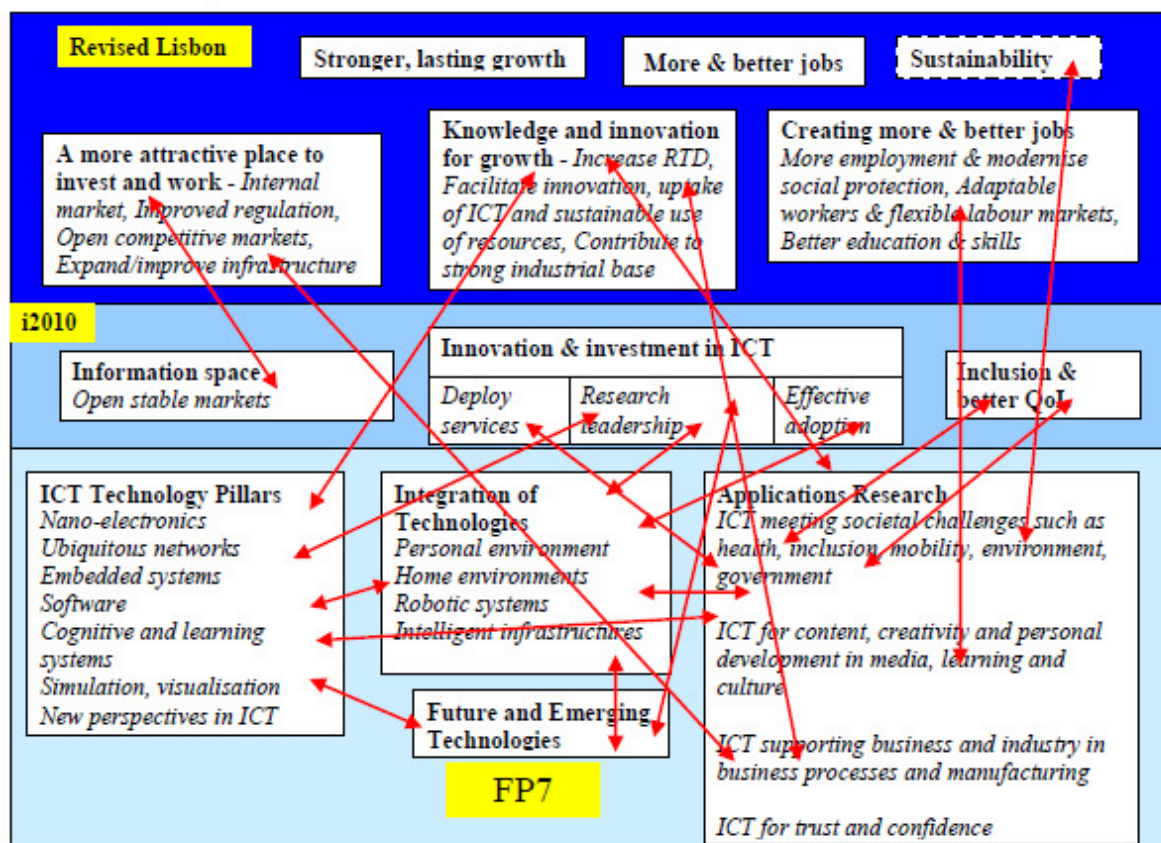 Revised Lisbon
Stronger, lasting growth
More & better jobs
Sustainability
A more attractive place to
invest and work - Internal
market, Improved regulation,
Open competitive markets,
Expand/improve infrastructure
Knowledge and innovation
for growth - Increase RTD,
Facilitate innovation, uptake
of ICT and sustainable use
of resources, Contribute to
strong industrial base
Creating more & better jobs
More employment & modernise
social protection, Adaptable
workers & flexible labour markets,
Better education & skills
i2010
Information space
Open stable markets
Innovation & investment in ICT
Deploy
services
Research
leadership
Effective
adoption
Inclusion &
better QoL
ICT Technology Pillars
Nano-electronics
Ubiquitous networks
Embedded systems
Software
Cognitive and learning
systems
Simulation, visualisation
New perspectives in ICT
Integration of
Technologies
Personal environment
Home environments
Robotic systems
Intelligent infrastructures
Future and Emerging
Technologies
FP7
Applications Research
ICT meeting societal challenges such as
health, inclusion, mobility, environment,
government
ICT for content, creativity and personal
development in media, learning and
culture
ICT supporting business and industry in
business processes and manufacturing
ICT for trust and confidence